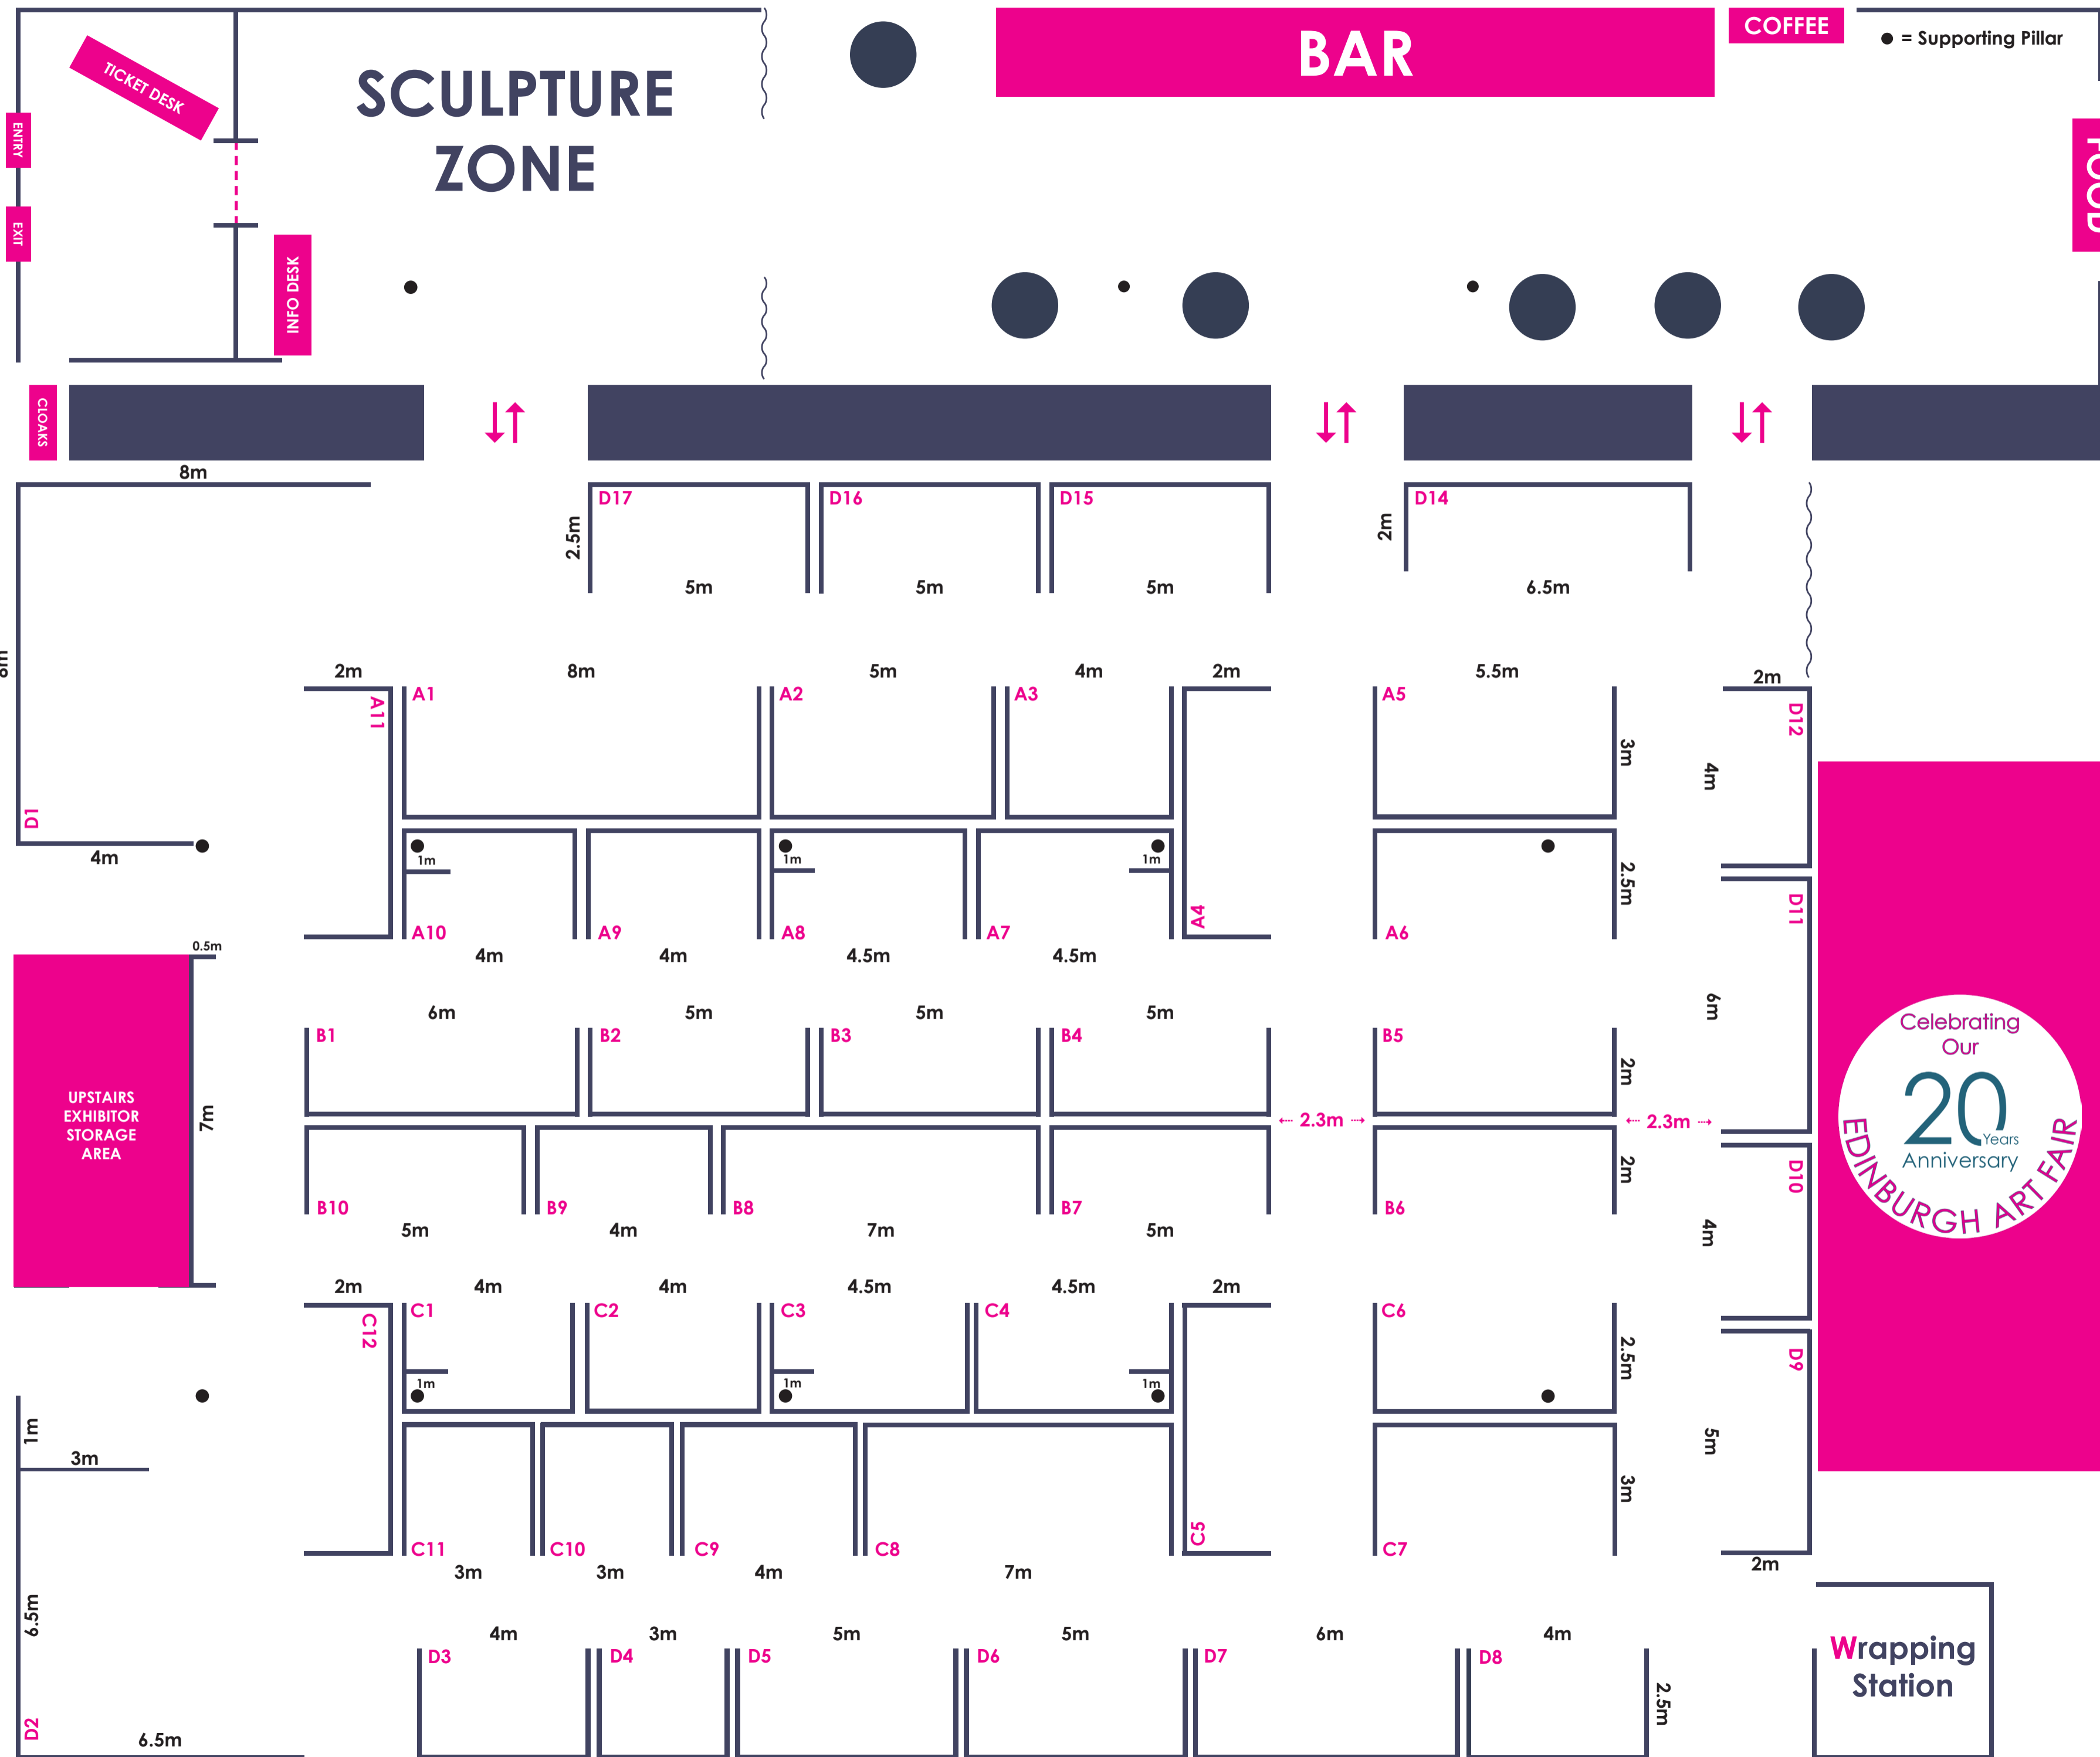 BAR
COFFEE
● = Supporting Pillar
TICKET DESK
SCULPTURE
ZONE
ENTRY
EXIT
INFO DESK
FOOD
CLOAKS
8m
D17
D16
D15
D14
2.5m
2m
5m
5m
5m
6.5m
8m
2m
8m
5m
4m
2m
5.5m
2m
A11
A1
A2
A3
A5
D12
3m
4m
D1
4m
1m
1m
1m
2.5m
D11
A10
A9
A8
A7
A4
A6
0.5m
4m
4m
4.5m
4.5m
6m
6m
5m
5m
5m
B1
B2
B3
B4
B5
2m
UPSTAIRS
EXHIBITOR
STORAGE
AREA
7m
2.3m
2.3m
Celebrating
Our
20
Years
Anniversary
EDINBURGH ART FAIR
2m
D10
B10
B9
B8
B7
B6
5m
4m
7m
5m
4m
2m
4m
4m
4.5m
4.5m
2m
C12
C1
C2
C3
C4
C6
2.5m
D9
1m
1m
1m
1m
3m
5m
3m
C11
C10
C9
C8
C5
C7
3m
3m
4m
7m
2m
6.5m
4m
3m
5m
5m
6m
4m
D3
D4
D5
D6
D7
D8
2.5m
Wrapping
Station
D2
6.5m